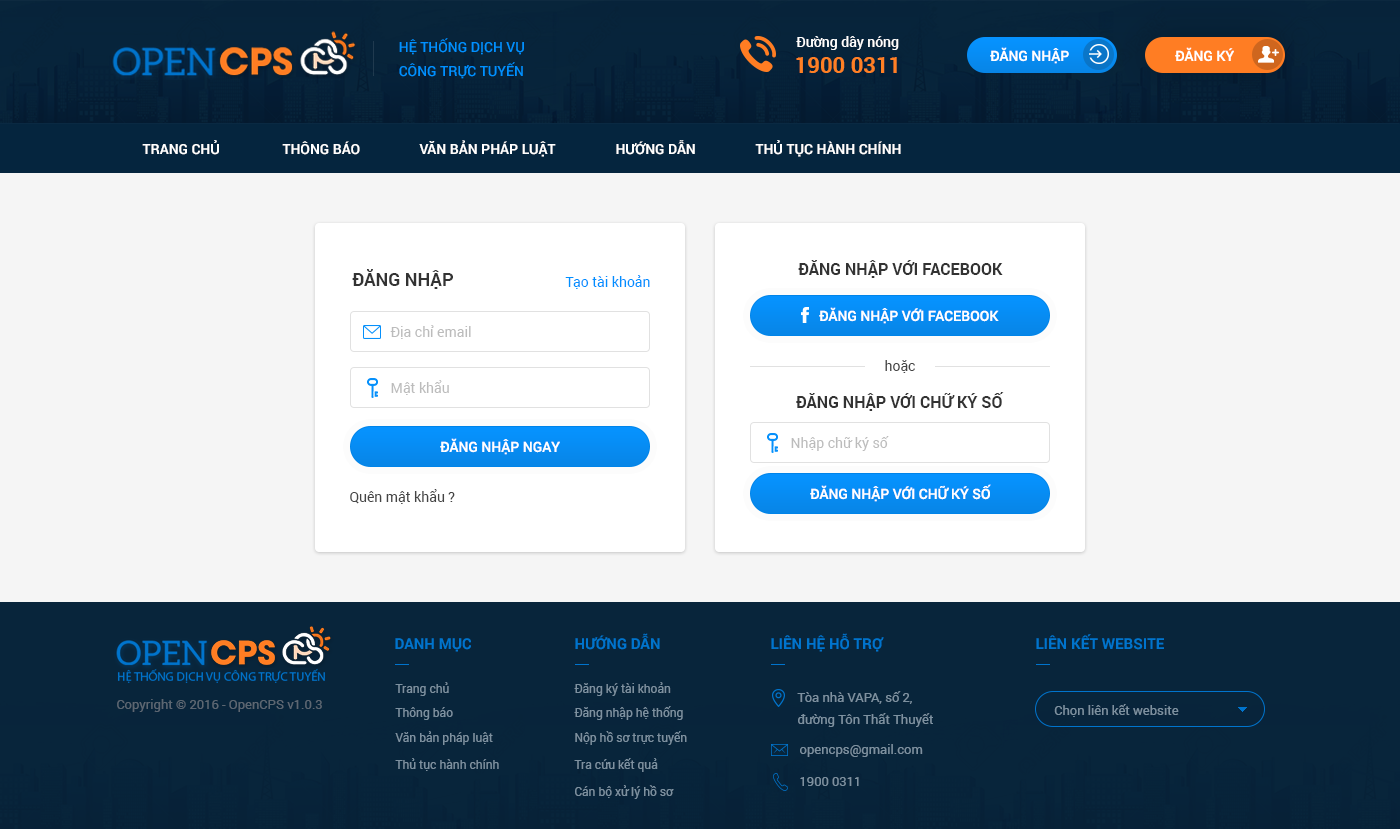 OPENCPS
HỆ THỐNG DỊCH VỤ
CÔNG TRỰC TUYẾN
Đường dây nóng
1900 0311
ĐĂNG NHẬP
ĐĂNG KÝ
TRANG CHỦ
THÔNG BÁO
VĂN BẢN PHÁP LUẬT
HƯỚNG DẪN
THỦ TỤC HÀNH CHÍNH
ĐĂNG NHẬP
Tạo tài khoản
Địa chỉ email
Mật khẩu
ĐĂNG NHẬP NGAY
Quên mật khẩu ?
ĐĂNG NHẬP VỚI FACEBOOK
f ĐĂNG NHẬP VỚI FACEBOOK
hoặc
ĐĂNG NHẬP VỚI CHỮ KÝ SỐ
Nhập chữ ký số
ĐĂNG NHẬP VỚI CHỮ KÝ SỐ
OPENCPS
HỆ THỐNG DỊCH VỤ CÔNG TRỰC TUYẾN
Copyright © 2016 - OpenCPS v1.0.3
DANH MỤC
Trang chủ
Thông báo
Văn bản pháp luật
Thủ tục hành chính
HƯỚNG DẪN
Đăng ký tài khoản
Đăng nhập hệ thống
Nộp hồ sơ trực tuyến
Tra cứu kết quả
Cán bộ xử lý hồ sơ
LIÊN HỆ HỖ TRỢ
Tòa nhà VAPA, số 2,
đường Tôn Thất Thuyết
opencps@gmail.com
1900 0311
LIÊN KẾT WEBSITE
Chọn liên kết website